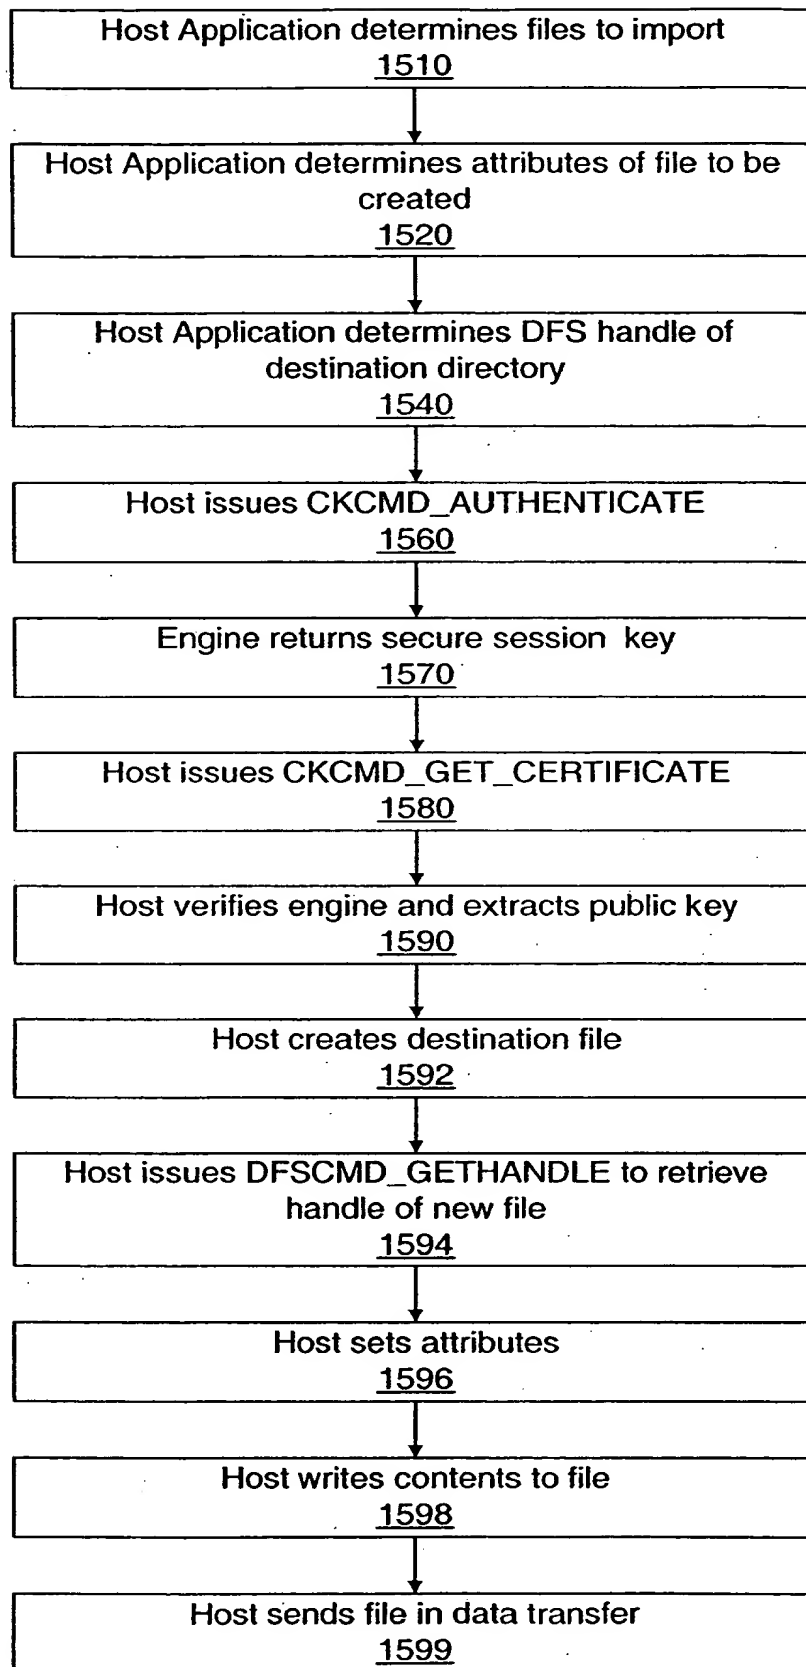 Host Application determines files to import
1510
Host Application determines attributes of file to be
created
1520
Host Application determines DFS handle of
destination directory
1540
Host issues CKCMD_AUTHENTICATE
1560
Engine returns secure session key
1570
Host issues CKCMD_GET_CERTIFICATE
1580
Host verifies engine and extracts public key
1590
Host creates destination file
1592
Host issues DFSCMD_GETHANDLE to retrieve
handle of new file
1594
Host sets attributes
1596
Host writes contents to file
1598
Host sends file in data transfer
1599